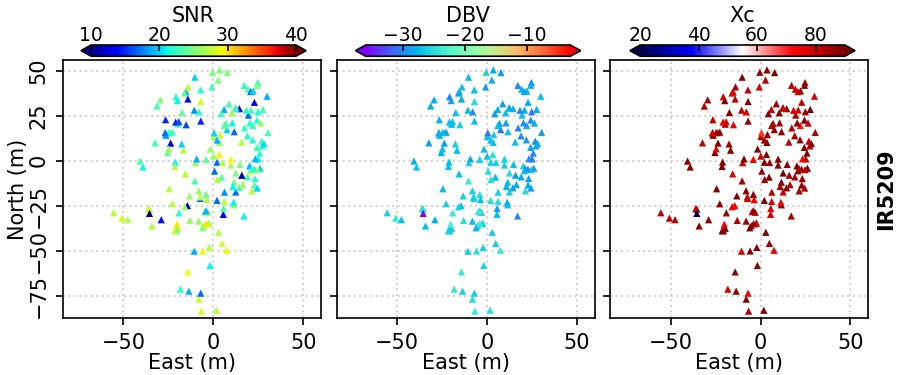 SNR DBV Xc
10 20 30 40 −30 −20 −10 20 40 60 80
50
25
0
−25
−50
−75
North (m)
IR5209
−50 0 50 −50 0 50 −50 0 50
East (m) East (m) East (m)